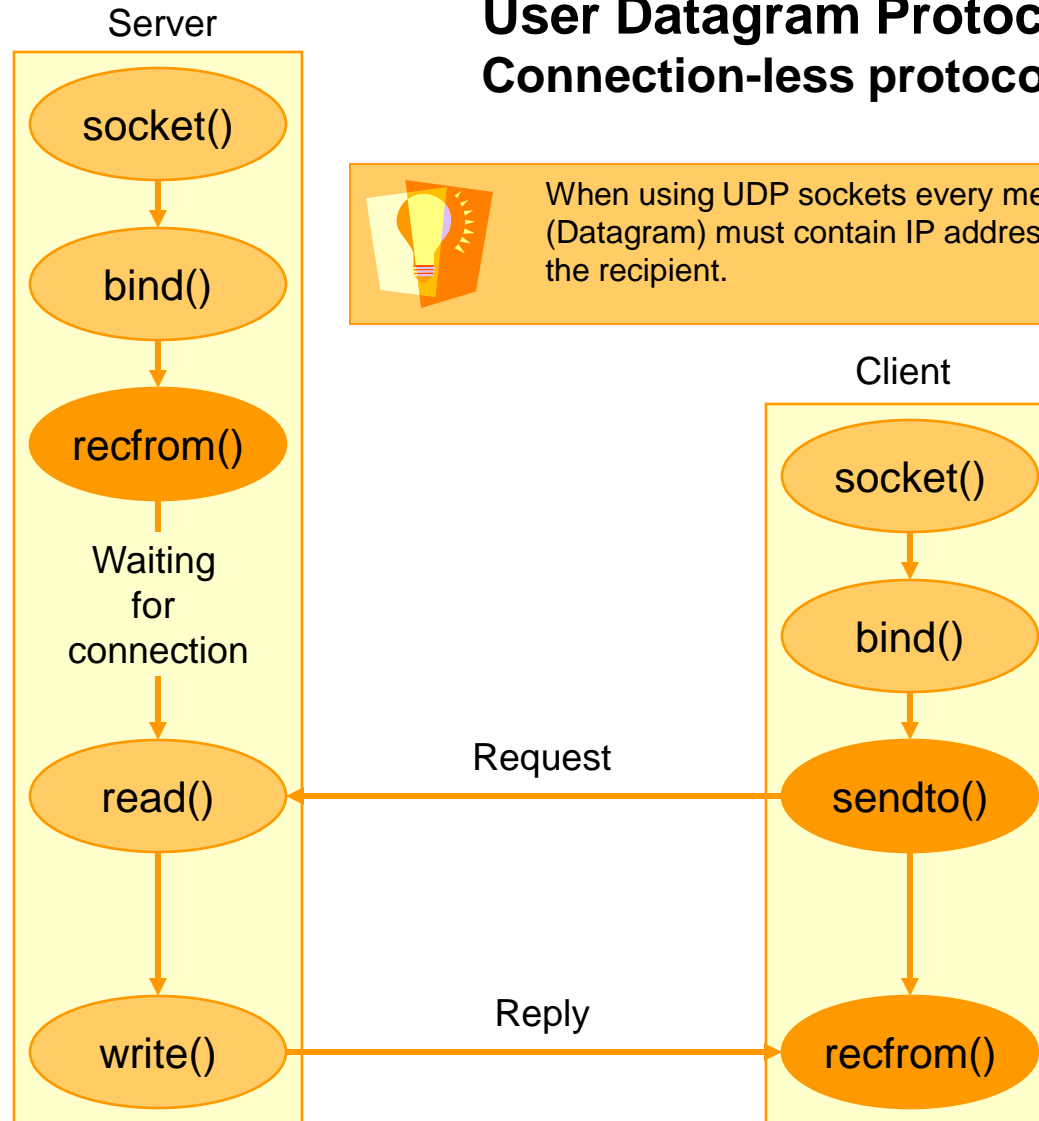 Server
User Datagram Protoc
Connection-less protoco
socket()
When using UDP sockets every me
(Datagram) must contain IP addres
the recipient.
bind()
Client
recfrom()
socket()
Waiting
for
connection
bind()
Request
read()
sendto()
Reply
write()
recfrom()